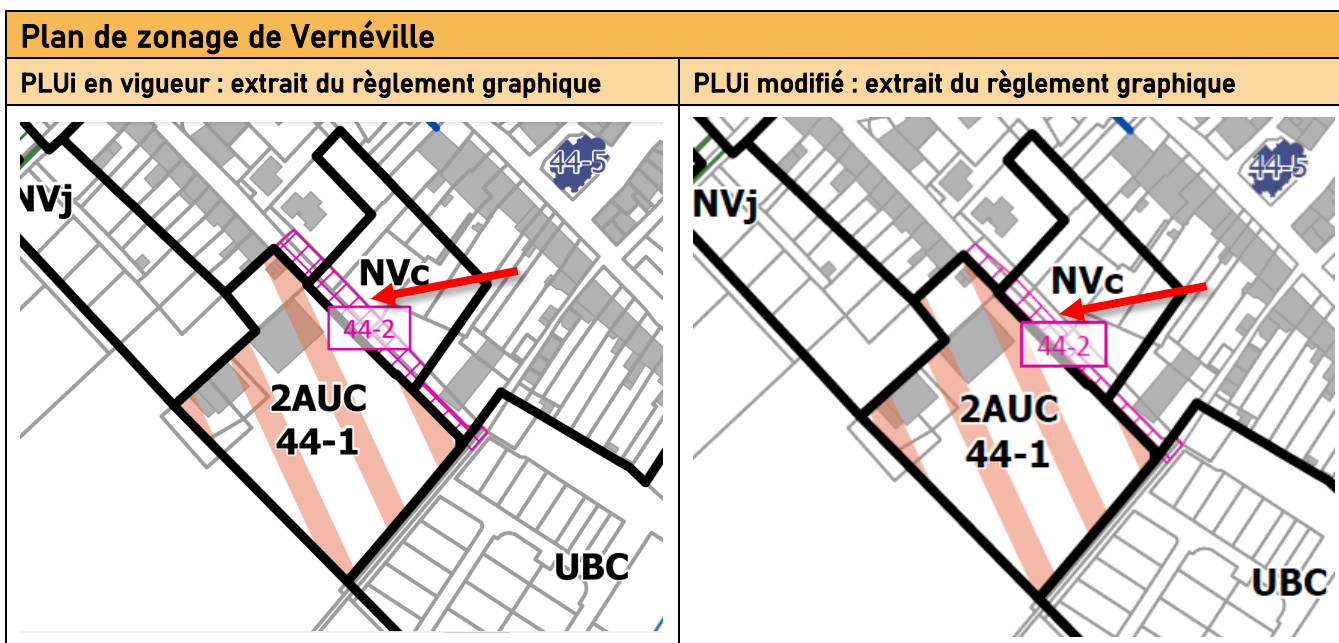 Plan de zonage de Vernéville
PLUi en vigueur : extrait du règlement graphique
PLUi modifié : extrait du règlement graphique
44-5
NVj
NVc
44-2
2AUC
44-1
UBC
44-5
NVj
NVc
44-2
2AUC
44-1
UBC